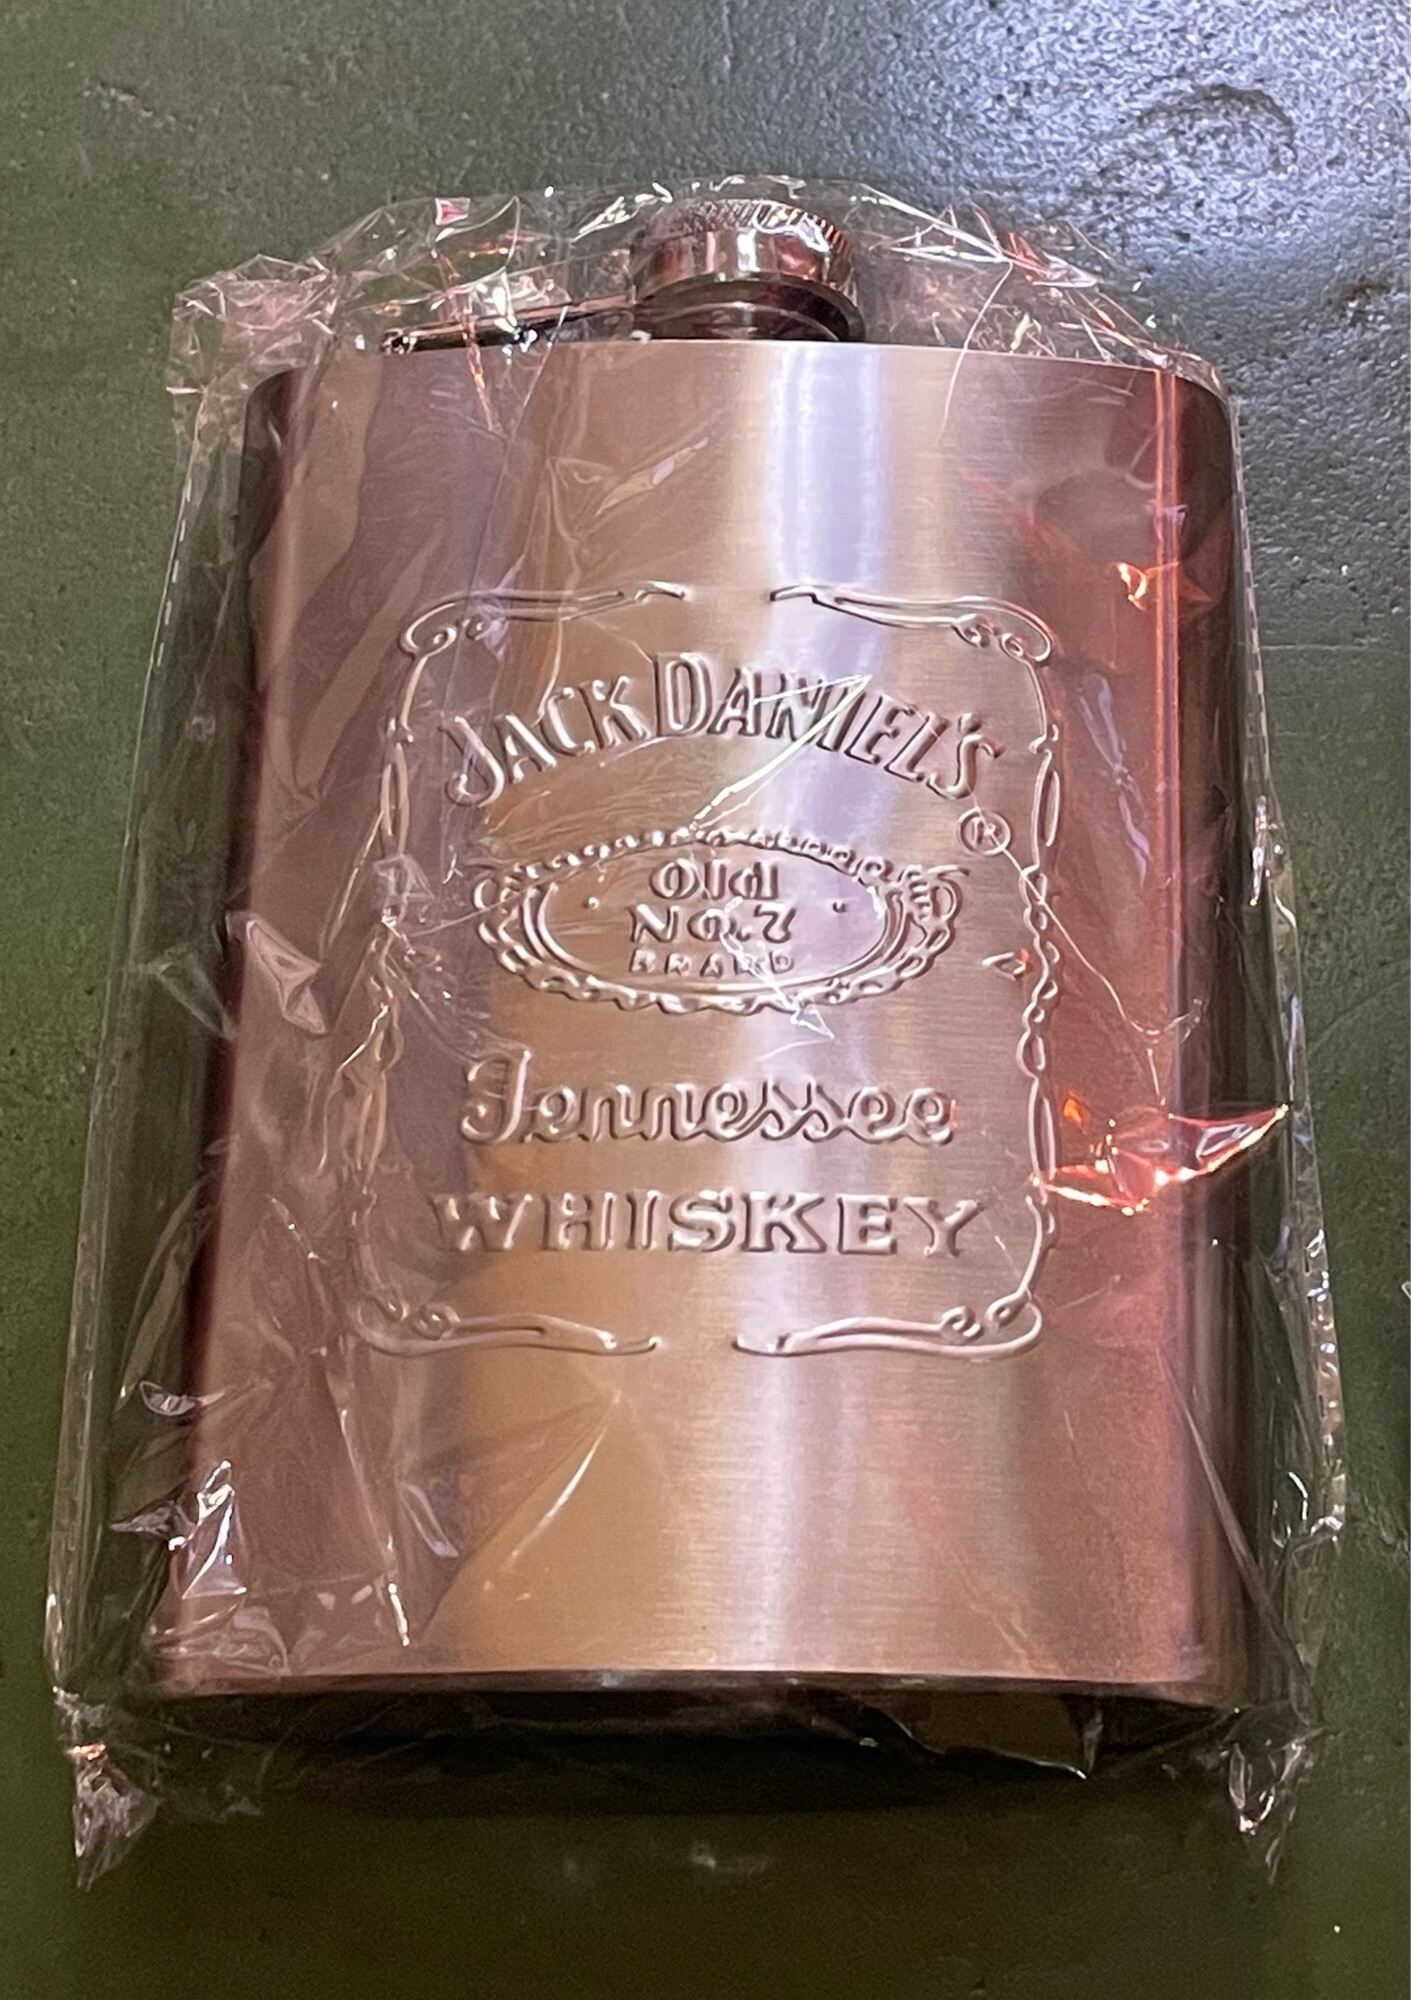 JACK DANIEL'S
®
Old
NO.7
BRAND
Tennessee
WHISKEY